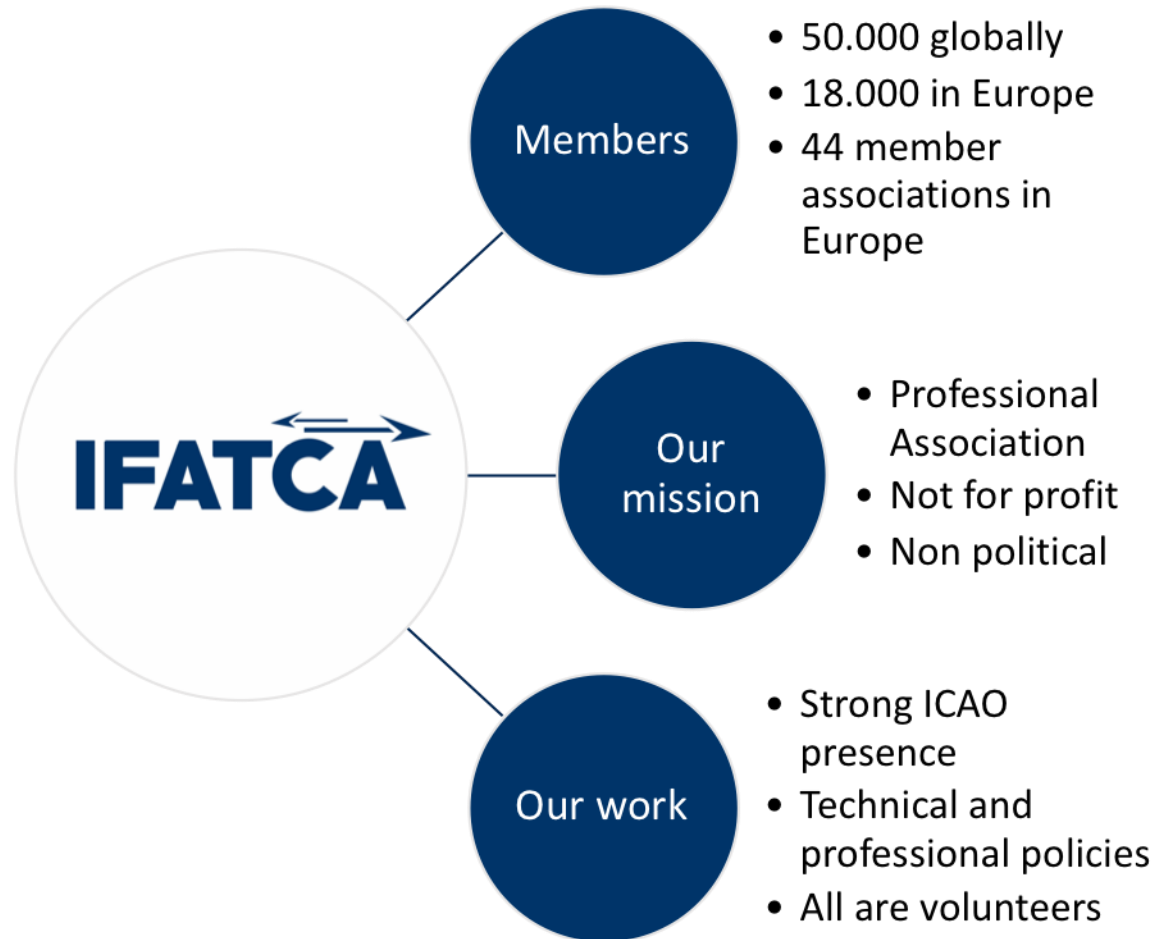 IFATCA
Members
• 50.000 globally
• 18.000 in Europe
• 44 member
associations in
Europe
Our
mission
• Professional
Association
• Not for profit
• Non political
Our work
• Strong ICAO
presence
• Technical and
professional policies
• All are volunteers